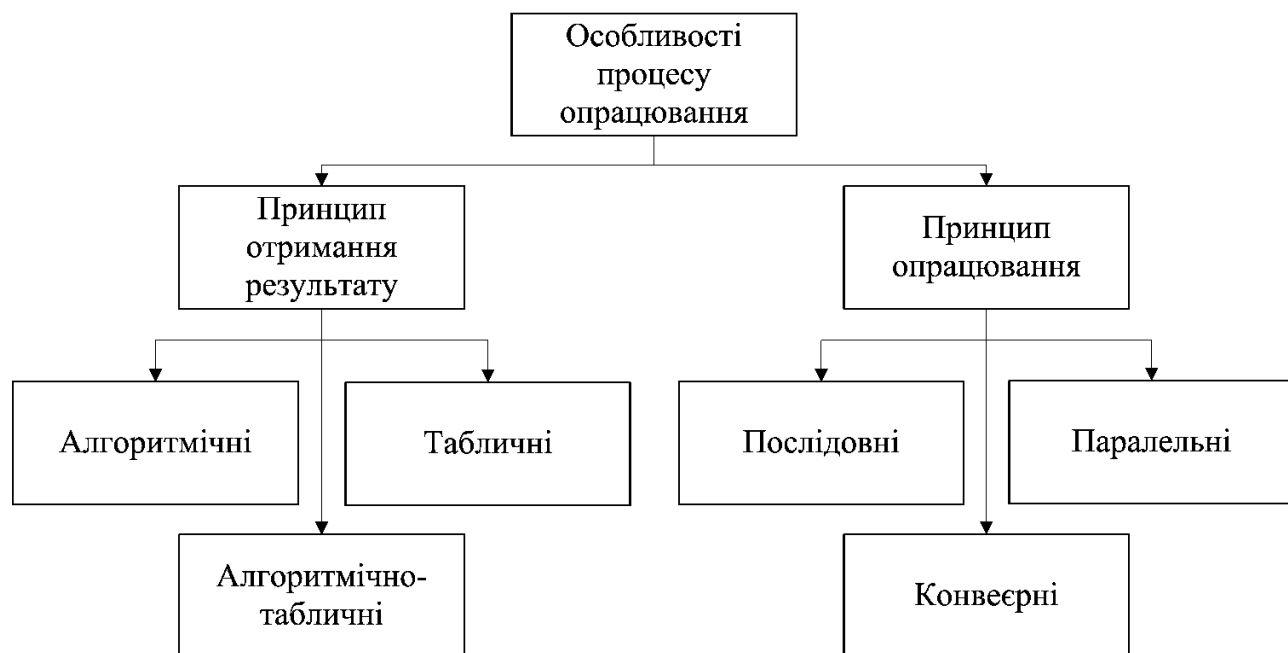 Особливості
процесу
опрацювання
Принцип
отримання
результату
Принцип
опрацювання
Алгоритмічні
Табличні
Послідовні
Паралельні
Алгоритмічно-
табличні
Конвеєрні